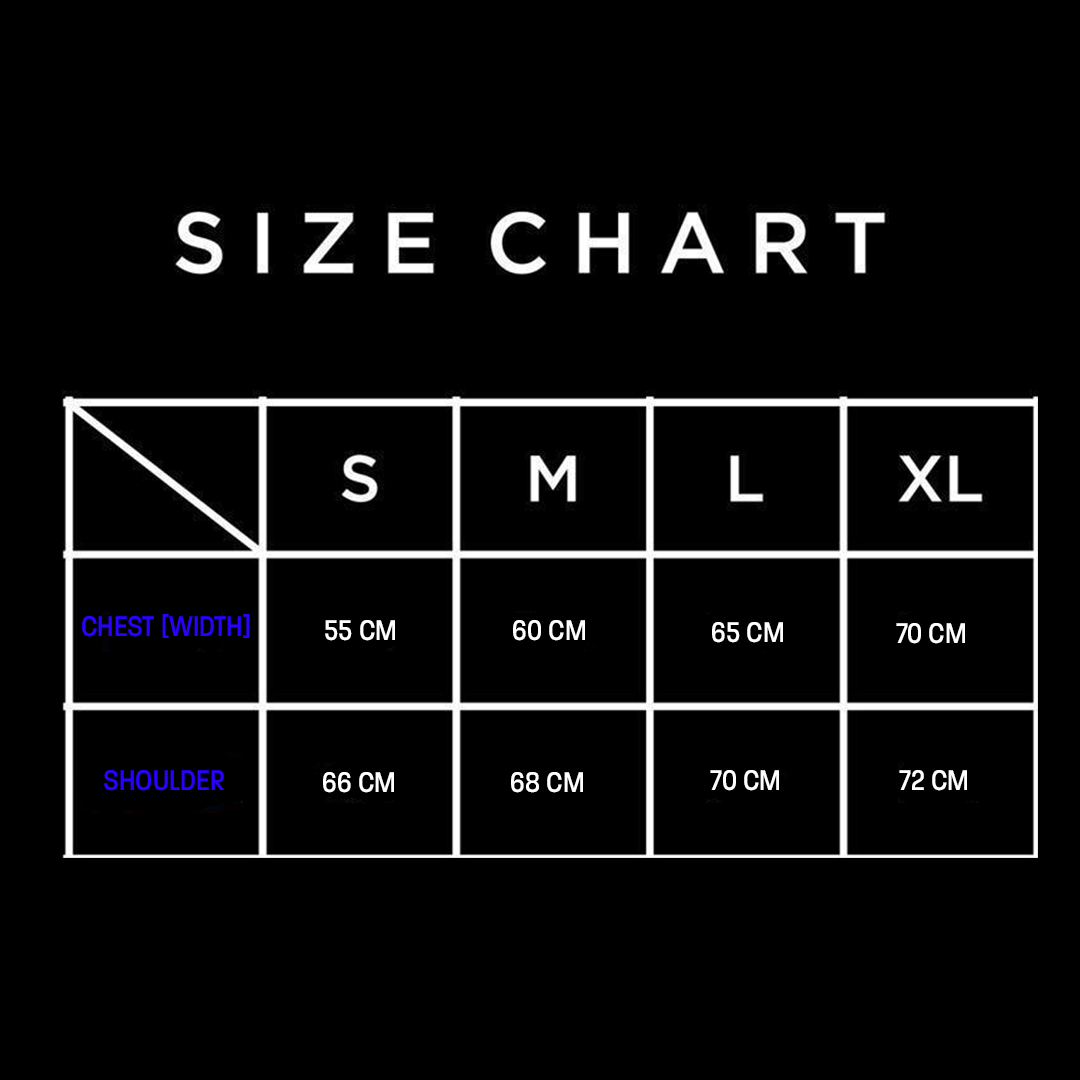 SIZE CHART
S M L XL
CHEST [WIDTH] 55 CM 60 CM 65 CM 70 CM
SHOULDER 66 CM 68 CM 70 CM 72 CM